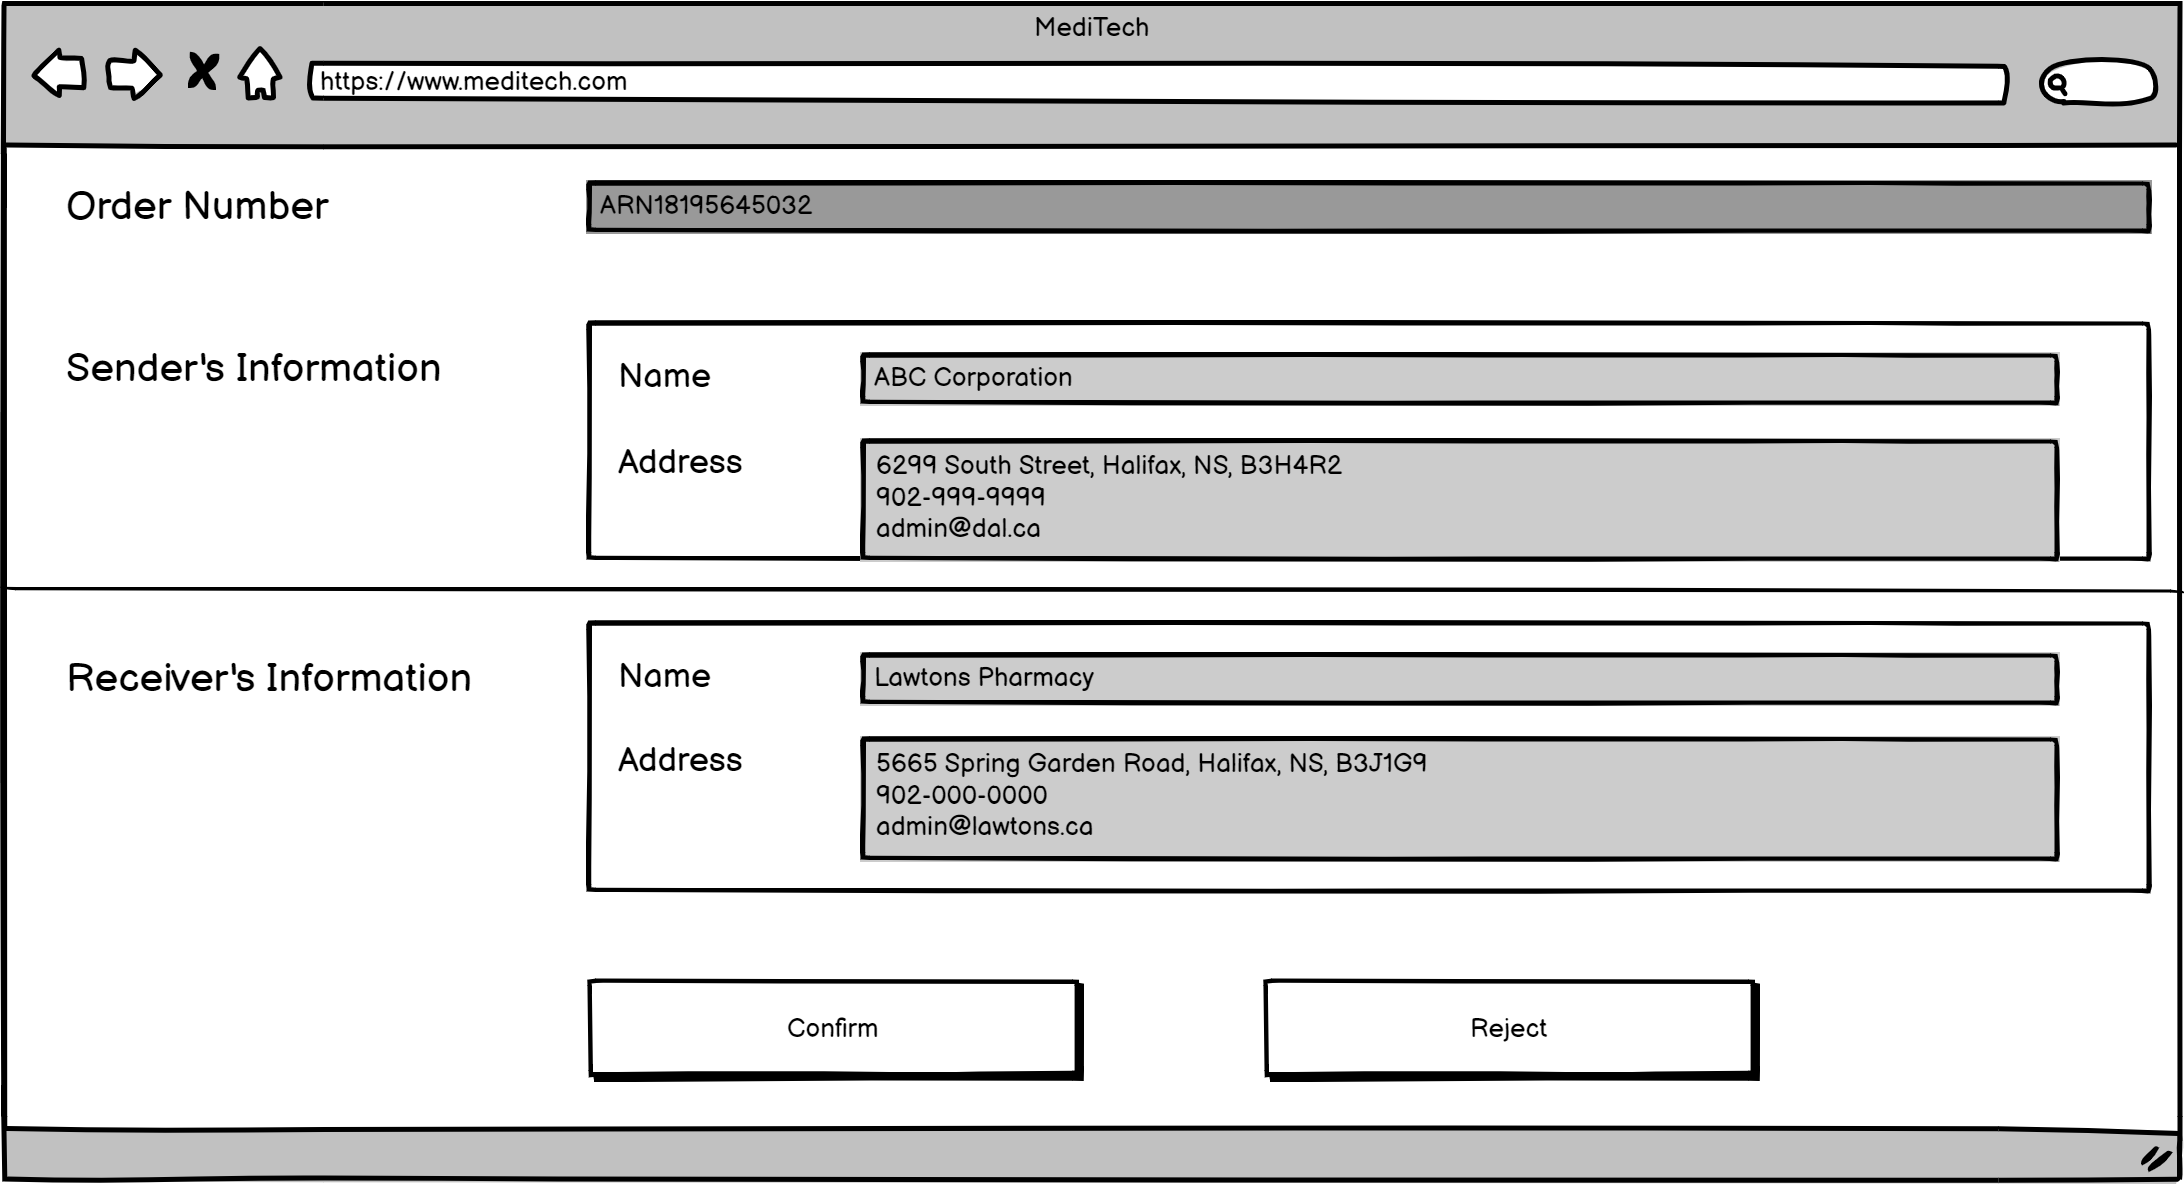 MediTech
https://www.meditech.com
Order Number
ARN18195645032
Sender's Information
Name
ABC Corporation
Address
6299 South Street, Halifax, NS, B3H4R2
902-999-9999
admin@dal.ca
Receiver's Information
Name
Lawtons Pharmacy
Address
5665 Spring Garden Road, Halifax, NS, B3J1G9
902-000-0000
admin@lawtons.ca
Confirm
Reject